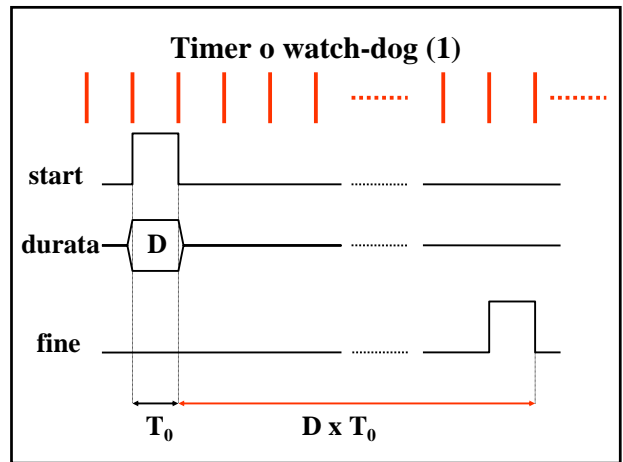 Timer o watch-dog (1)
start
durata D
fine
T₀ D x T₀